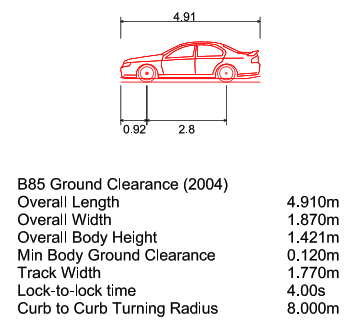 4.91
0.92 2.8
B85 Ground Clearance (2004)
Overall Length 4.910m
Overall Width 1.870m
Overall Body Height 1.421m
Min Body Ground Clearance 0.120m
Track Width 1.770m
Lock-to-lock time 4.00s
Curb to Curb Turning Radius 8.000m